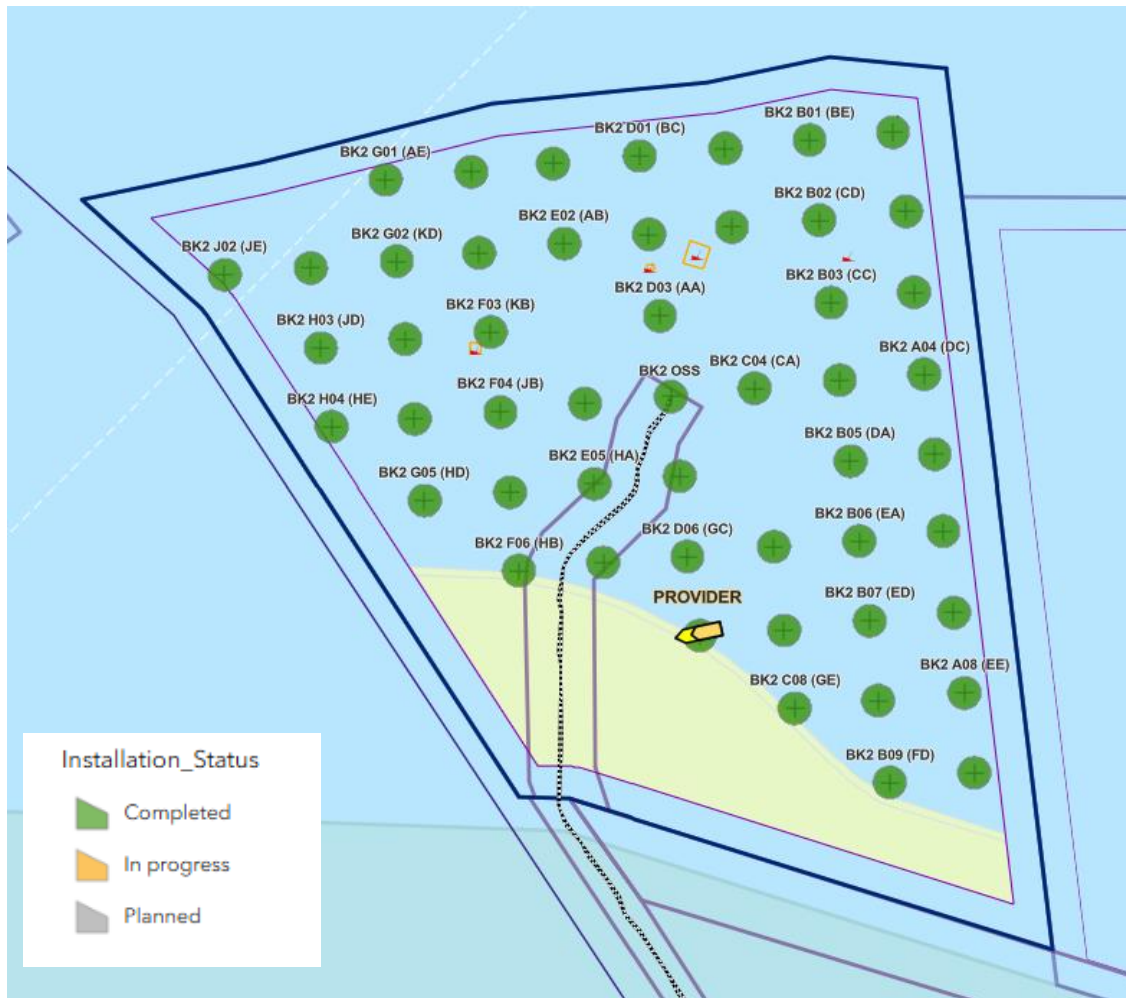 BK2 B01 (BE)
BK2 D01 (BC)
BK2 G01 (AE)
BK2 B02 (CD)
BK2 E02 (AB)
BK2 G02 (KD)
BK2 J02 (JE)
BK2 B03 (CC)
BK2 D03 (AA)
BK2 F03 (KB)
BK2 H03 (JD)
BK2 A04 (DC)
BK2 C04 (CA)
BK2 OSS
BK2 F04 (JB)
BK2 H04 (HE)
BK2 B05 (DA)
BK2 E05 (HA)
BK2 G05 (HD)
BK2 B06 (EA)
BK2 D06 (GC)
BK2 F06 (HB)
PROVIDER
BK2 B07 (ED)
BK2 A08 (EE)
BK2 C08 (GE)
BK2 B09 (FD)
Installation_Status
Completed
In progress
Planned